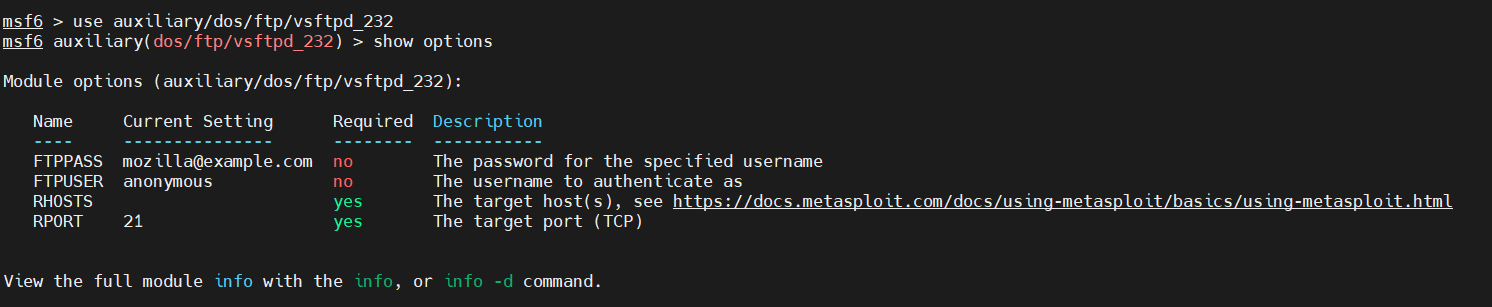 msf6 > use auxiliary/dos/ftp/vsftpd_232
msf6 auxiliary(dos/ftp/vsftpd_232) > show options
Module options (auxiliary/dos/ftp/vsftpd_232):
Name Current Setting Required Description
---- --------------- -------- -----------
FTPPASS mozilla@example.com no The password for the specified username
FTPUSER anonymous no The username to authenticate as
RHOSTS yes The target host(s), see https://docs.metasploit.com/docs/using-metasploit/basics/using-metasploit.html
RPORT 21 yes The target port (TCP)
View the full module info with the info, or info -d command.